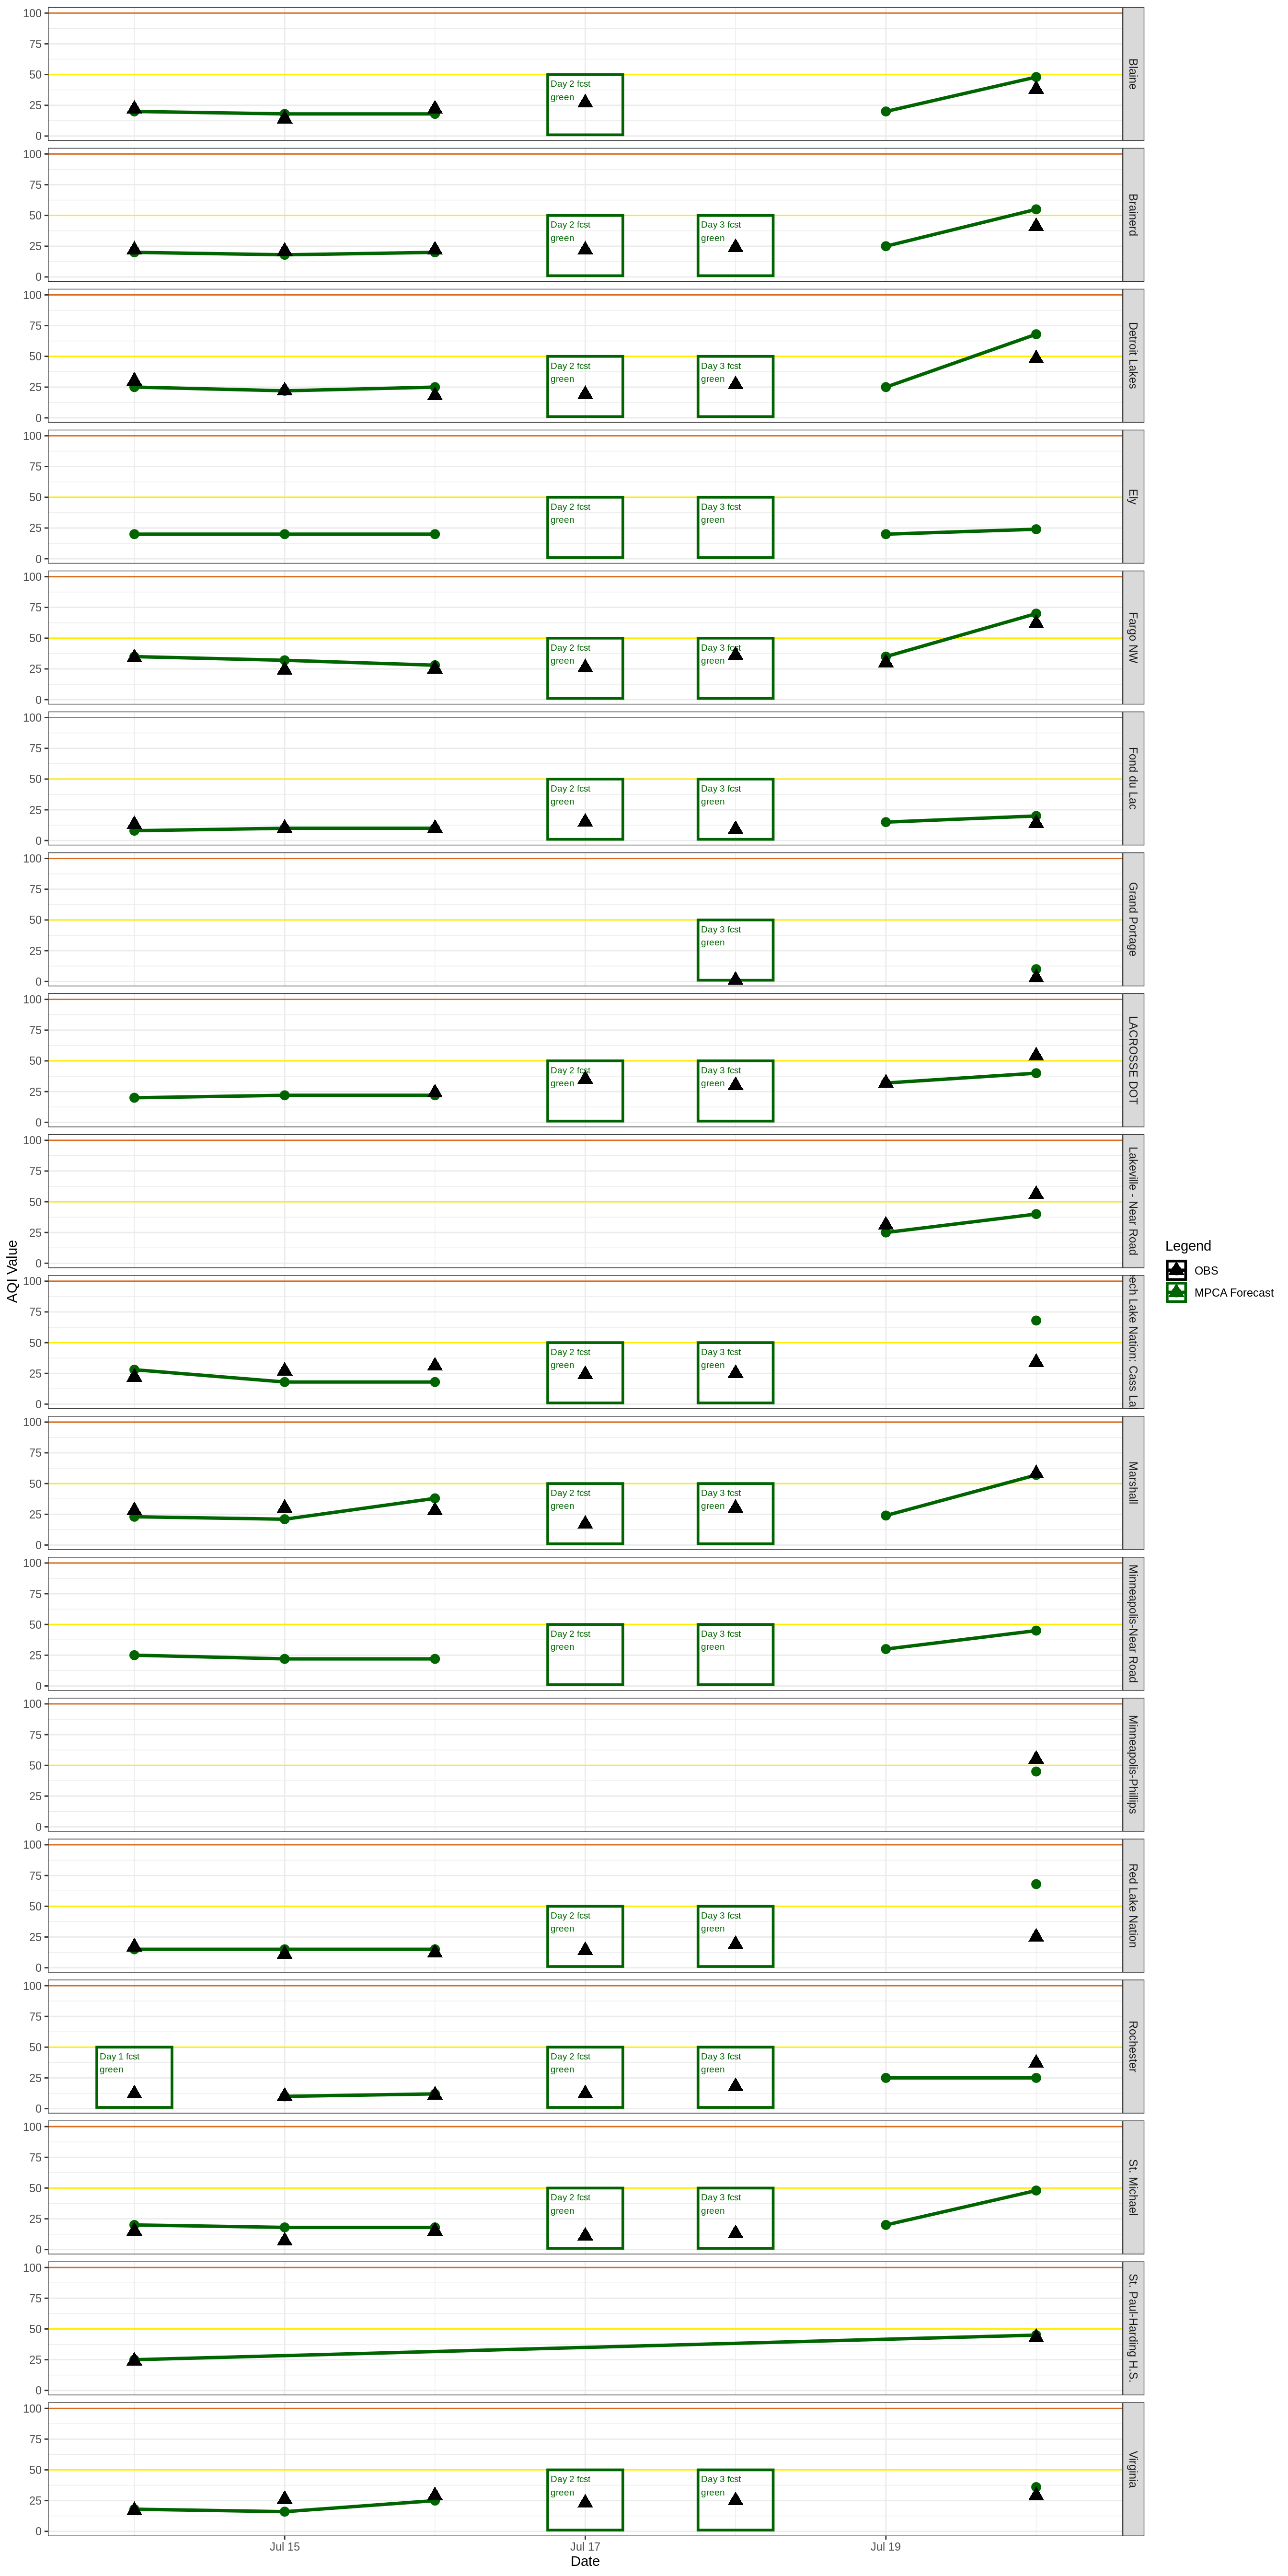 100
75
50
25
0
Day 2 fcst
green
Blaine
100
75
50
25
0
Day 2 fcst
green
Day 3 fcst
green
Brainerd
100
75
50
25
0
Day 2 fcst
green
Day 3 fcst
green
Detroit Lakes
100
75
50
25
0
Day 2 fcst
green
Day 3 fcst
green
Ely
100
75
50
25
0
Day 2 fcst
green
Day 3 fcst
green
Fargo NW
100
75
50
25
0
Day 2 fcst
green
Day 3 fcst
green
Fond du Lac
100
75
50
25
0
Day 3 fcst
green
Grand Portage
100
75
50
25
0
Day 2 fcst
green
Day 3 fcst
green
LACROSSE DOT
100
75
50
25
0
Lakeville - Near Road
100
75
50
25
0
Day 2 fcst
green
Day 3 fcst
green
ech Lake Nation: Cass Lal
100
75
50
25
0
Day 2 fcst
green
Day 3 fcst
green
Marshall
100
75
50
25
0
Day 2 fcst
green
Day 3 fcst
green
Minneapolis-Near Road
100
75
50
25
0
Minneapolis-Phillips
100
75
50
25
0
Day 2 fcst
green
Day 3 fcst
green
Red Lake Nation
100
75
50
25
0
Day 1 fcst
green
Day 2 fcst
green
Day 3 fcst
green
Rochester
100
75
50
25
0
Day 2 fcst
green
Day 3 fcst
green
St. Michael
100
75
50
25
0
St. Paul-Harding H.S.
100
75
50
25
0
Day 2 fcst
green
Day 3 fcst
green
Virginia
Jul 15
Jul 17
Jul 19
Date
AQI Value
Legend
OBS
MPCA Forecast